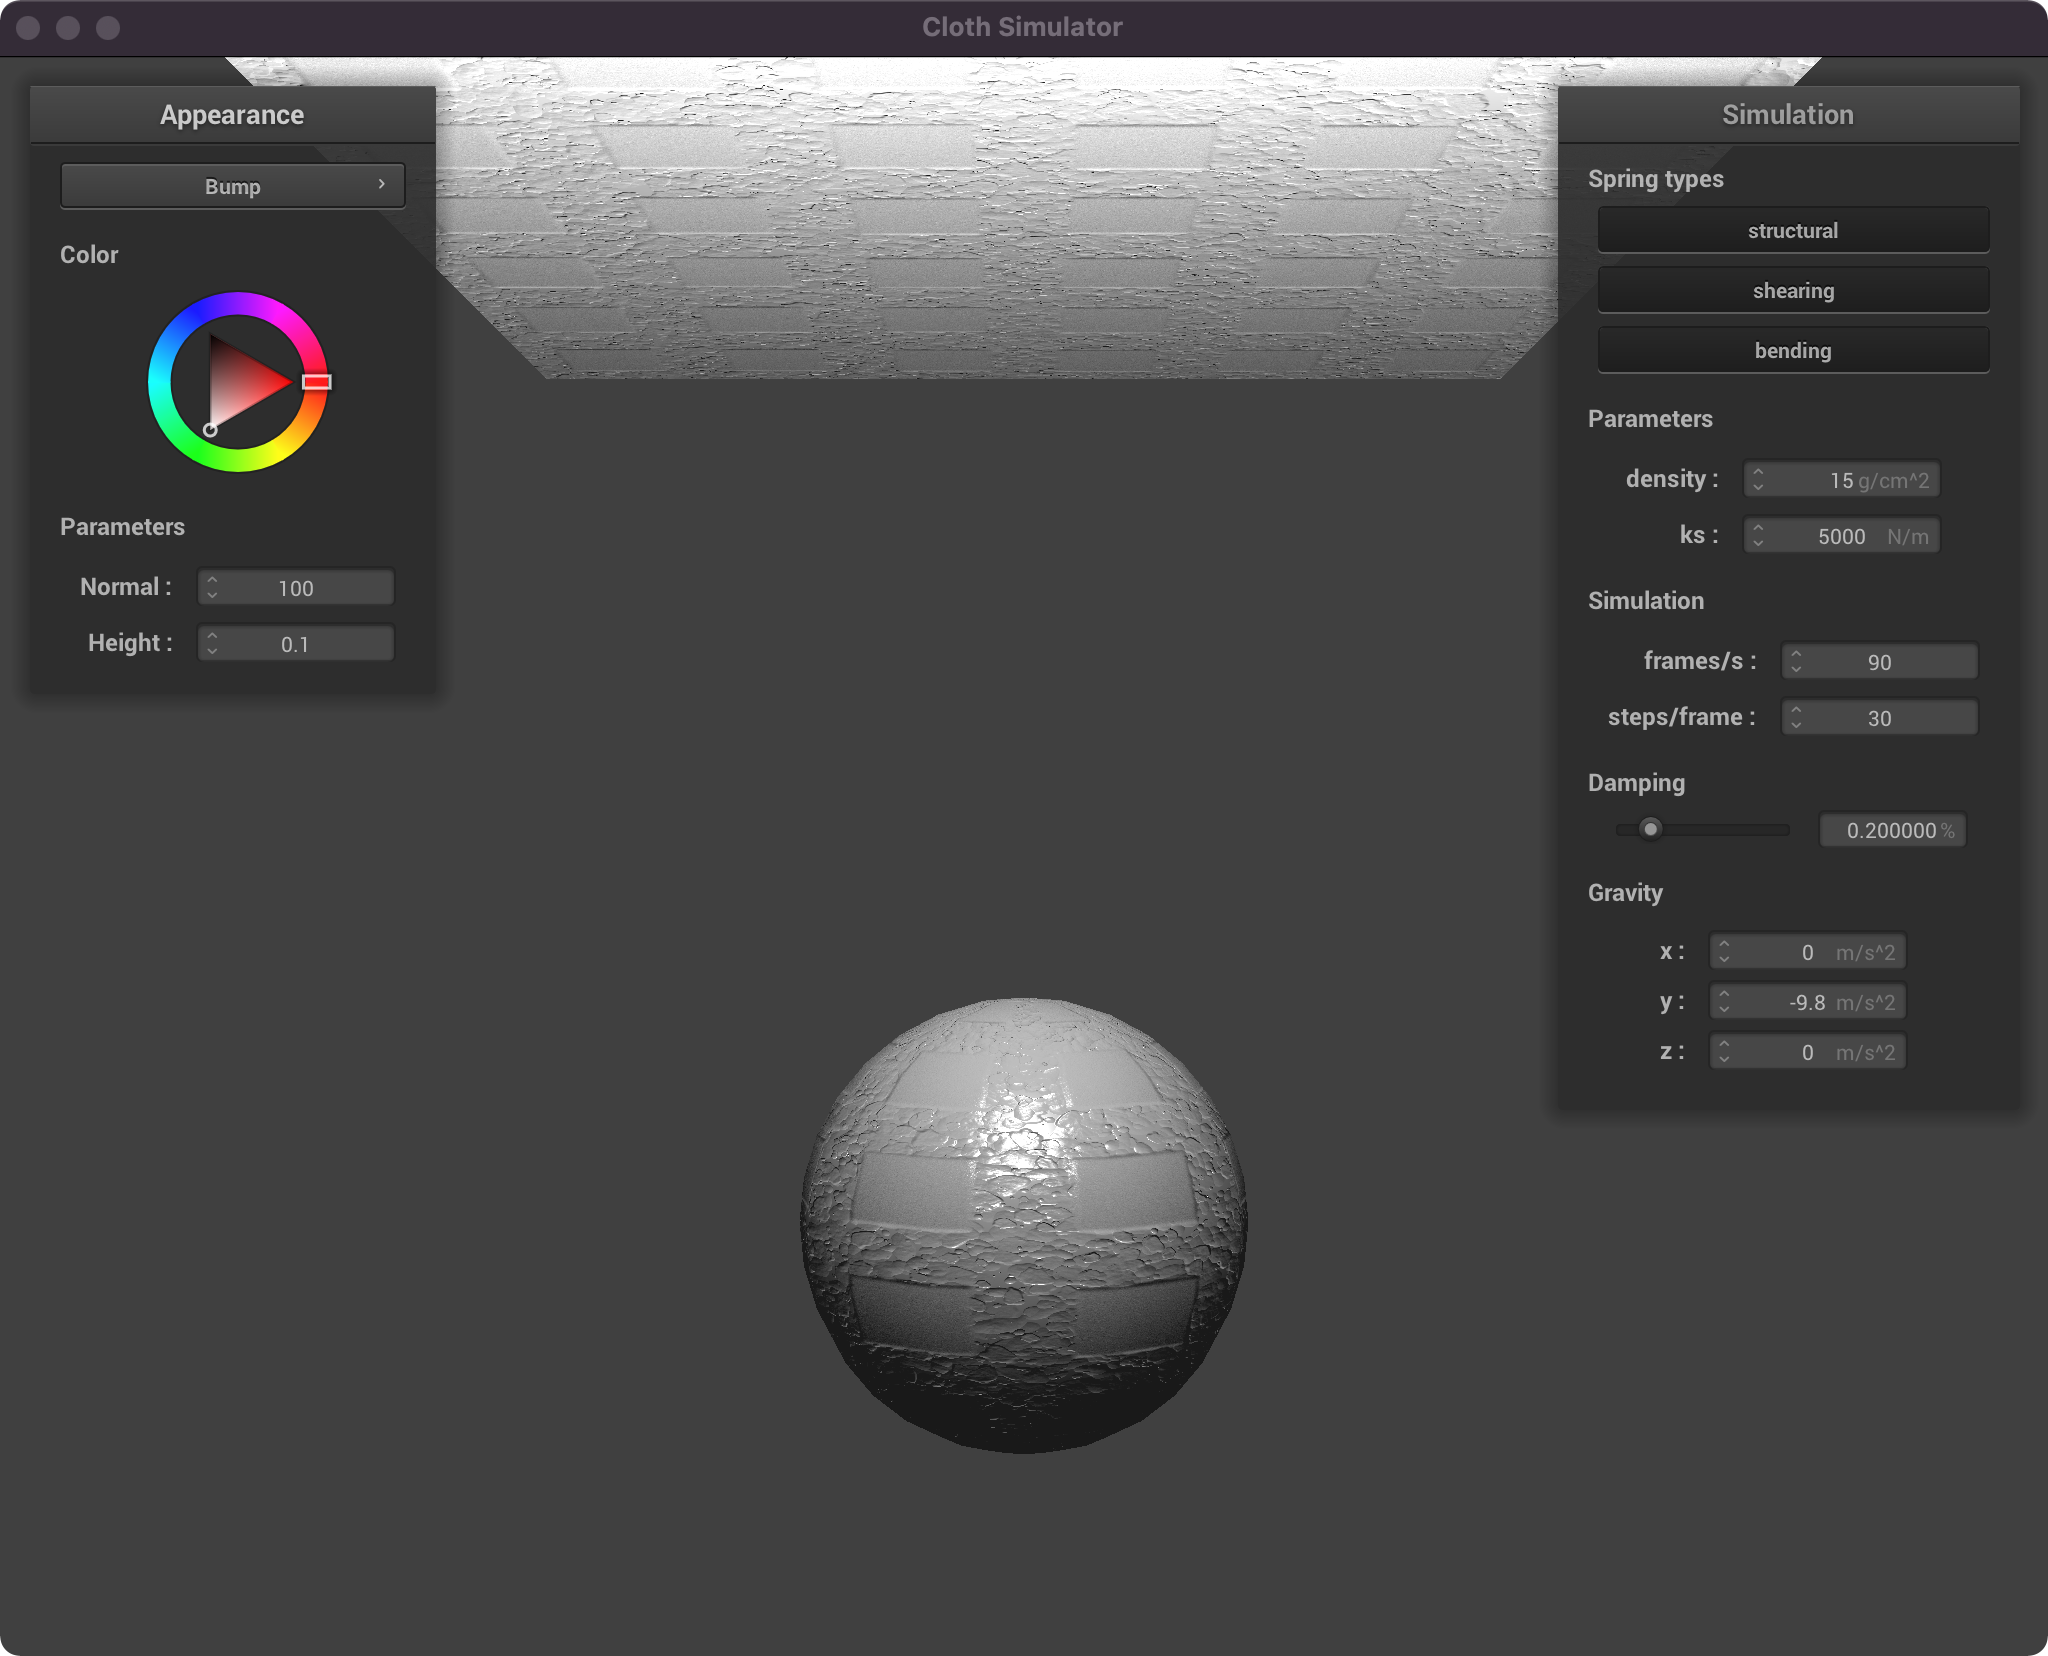 Cloth Simulator
Appearance
Bump
Color
Parameters
Normal : 100
Height : 0.1
Simulation
Spring types
structural
shearing
bending
Parameters
density : 15 g/cm^2
ks : 5000 N/m
Simulation
frames/s : 90
steps/frame : 30
Damping
0.200000 %
Gravity
x : 0 m/s^2
y : -9.8 m/s^2
z : 0 m/s^2